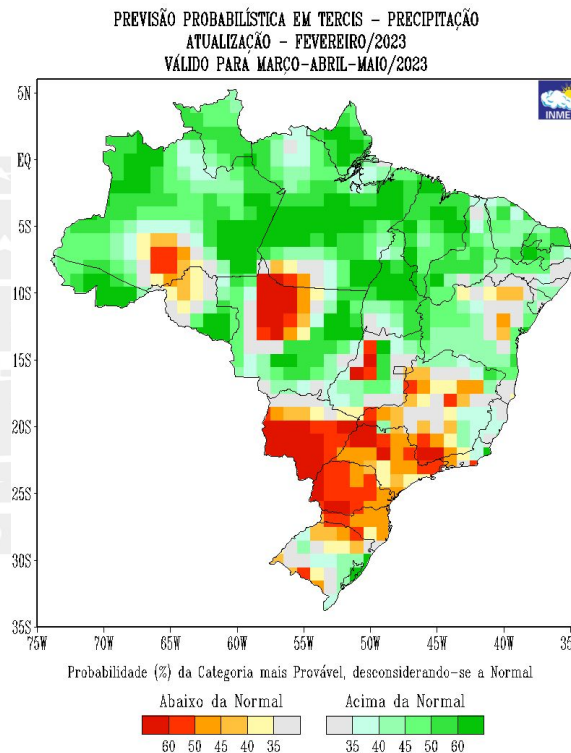 PREVISÃO PROBABILÍSTICA EM TERCIS – PRECIPITAÇÃO
ATUALIZAÇÃO – FEVEREIRO/2023
VÁLIDO PARA MARÇO-ABRIL-MAIO/2023
INME
5N
EQ
5S
10S
15S
20S
25S
30S
35S
75W 70W 65W 60W 55W 50W 45W 40W 35W
Probabilidade (%) da Categoria mais Provável, desconsiderando-se a Normal
Abaixo da Normal Acima da Normal
60 50 45 40 35 35 40 45 50 60